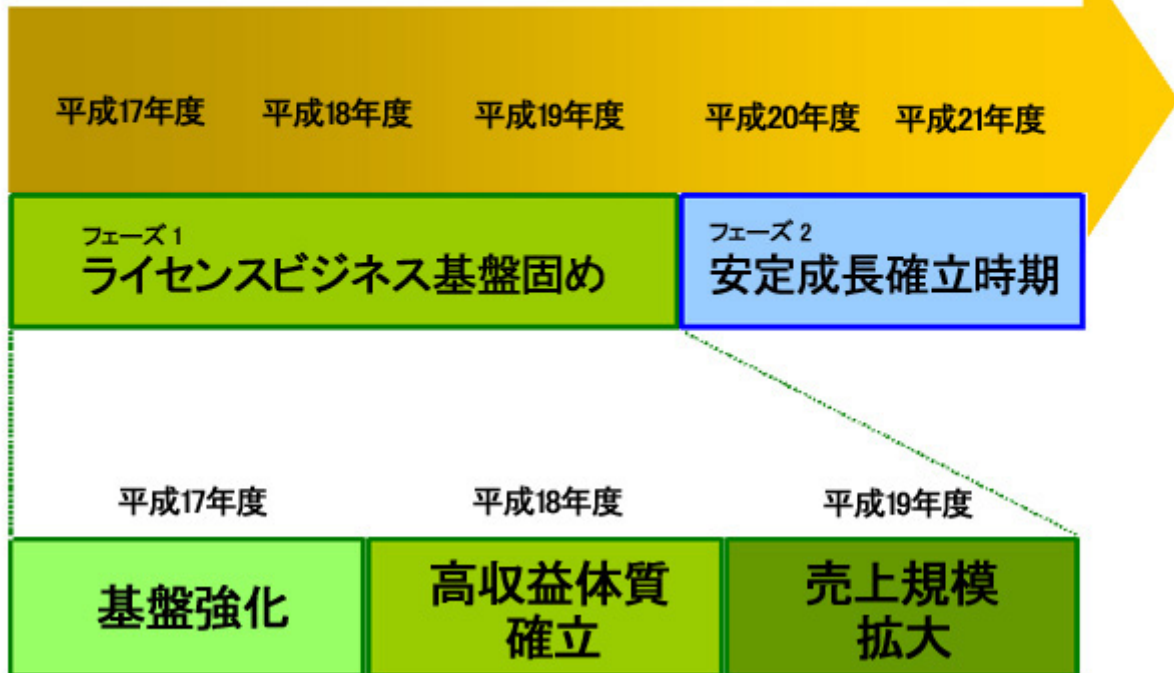 平成17年度 平成18年度 平成19年度 平成20年度 平成21年度
フェーズ 1
ライセンスビジネス基盤固め
フェーズ 2
安定成長確立時期
平成17年度 平成18年度 平成19年度
基盤強化
高収益体質
確立
売上規模
拡大